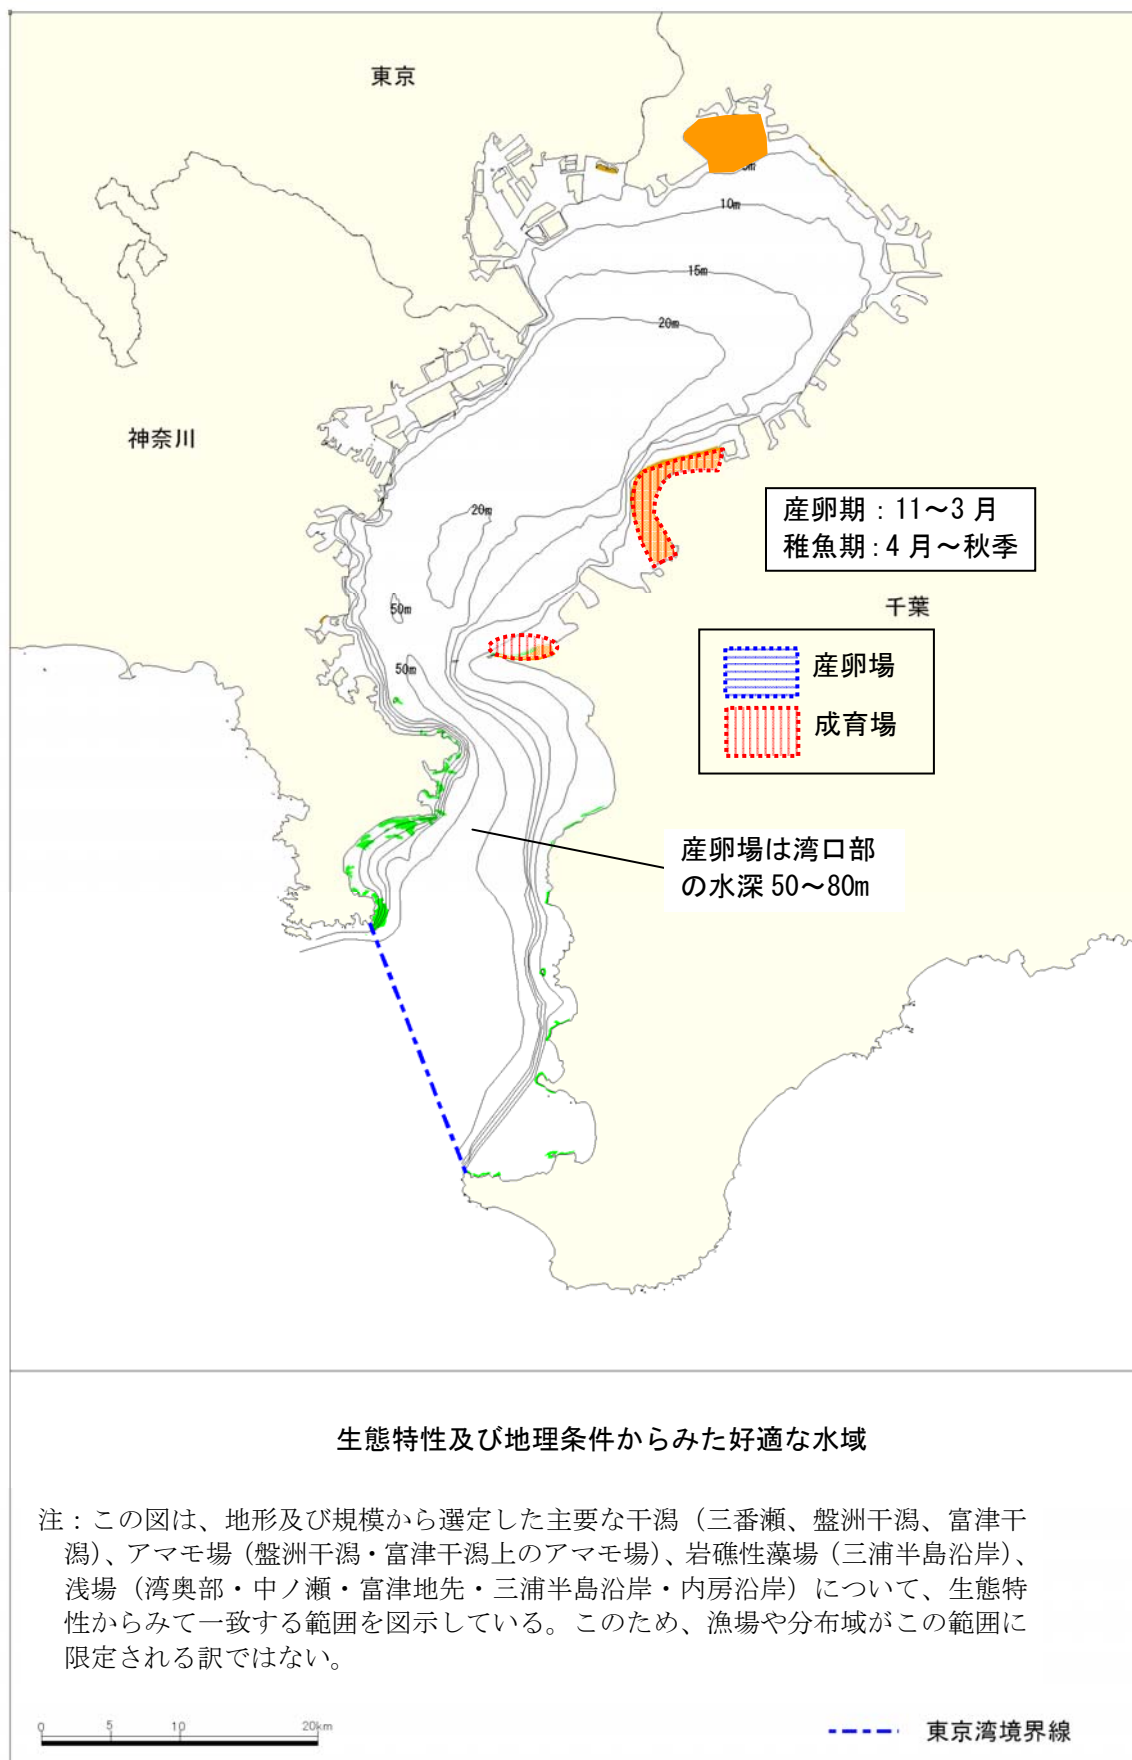 東京
5m
10m
15m
20m
神奈川
20m
産卵期：11～3月
稚魚期：4月～秋季
千葉
50m
50m
産卵場
成育場
産卵場は湾口部
の水深50～80m
生態特性及び地理条件からみた好適な水域
注：この図は、地形及び規模から選定した主要な干潟（三番瀬、盤洲干潟、富津干
潟）、アマモ場（盤洲干潟・富津干潟上のアマモ場）、岩礁性藻場（三浦半島沿岸）、
浅場（湾奥部・中ノ瀬・富津地先・三浦半島沿岸・内房沿岸）について、生態特
性からみて一致する範囲を図示している。このため、漁場や分布域がこの範囲に
限定される訳ではない。
0 5 10 20km
東京湾境界線